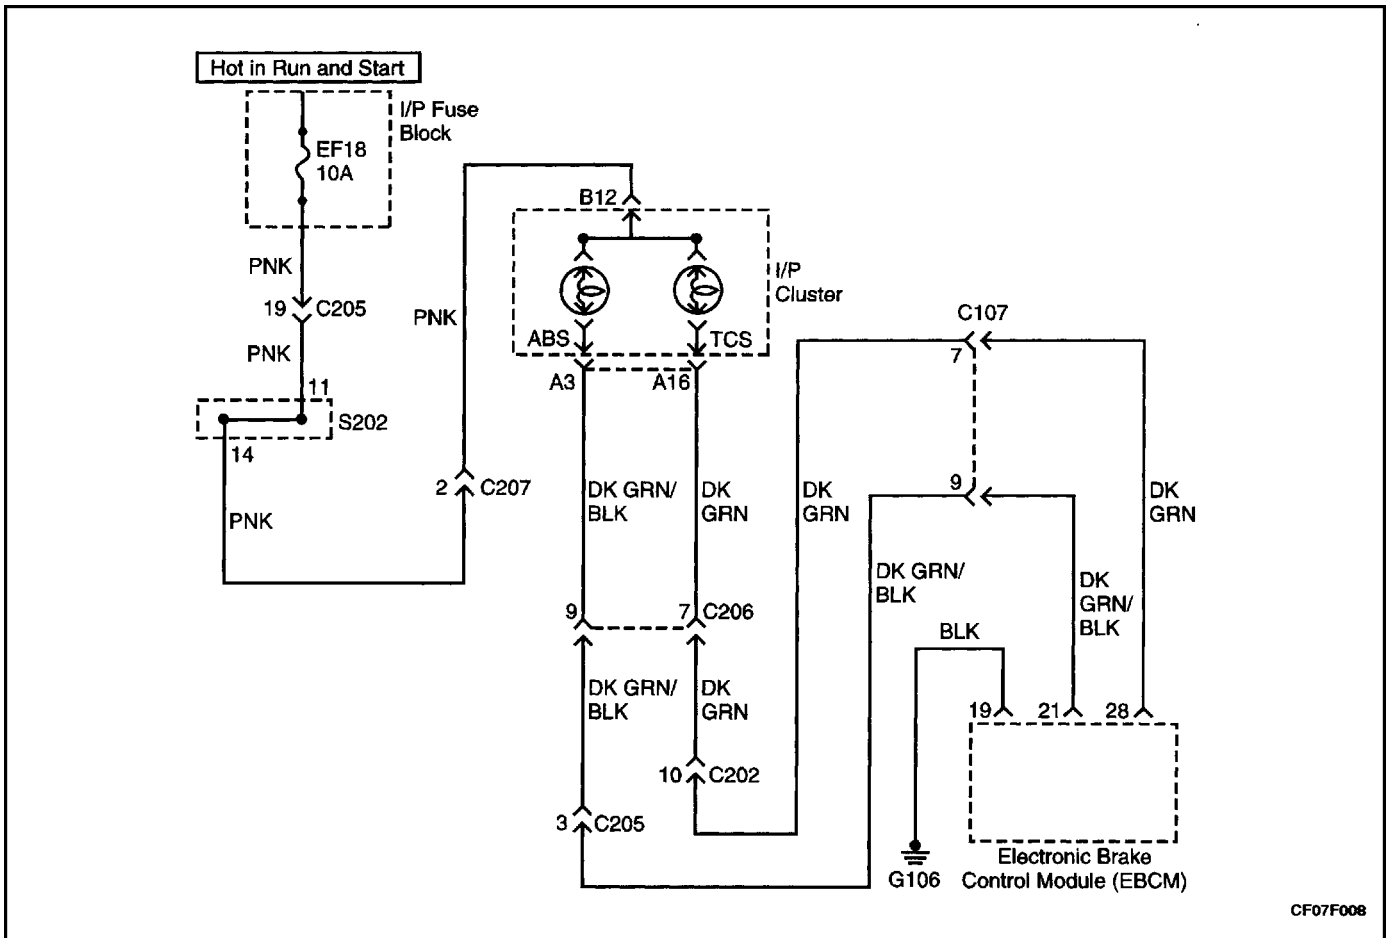 Hot in Run and Start
I/P Fuse
Block
EF18
10A
PNK
19
C205
PNK
11
S202
14
PNK
PNK
2
C207
B12
I/P
Cluster
ABS
TCS
A3
A16
DK GRN/
BLK
DK
GRN
9
7
C206
DK GRN/
BLK
DK
GRN
10
C202
3
C205
DK
GRN
C107
7
9
DK GRN/
BLK
DK
GRN/
BLK
DK
GRN
BLK
19
21
28
G106
Electronic Brake
Control Module (EBCM)
CF07F008